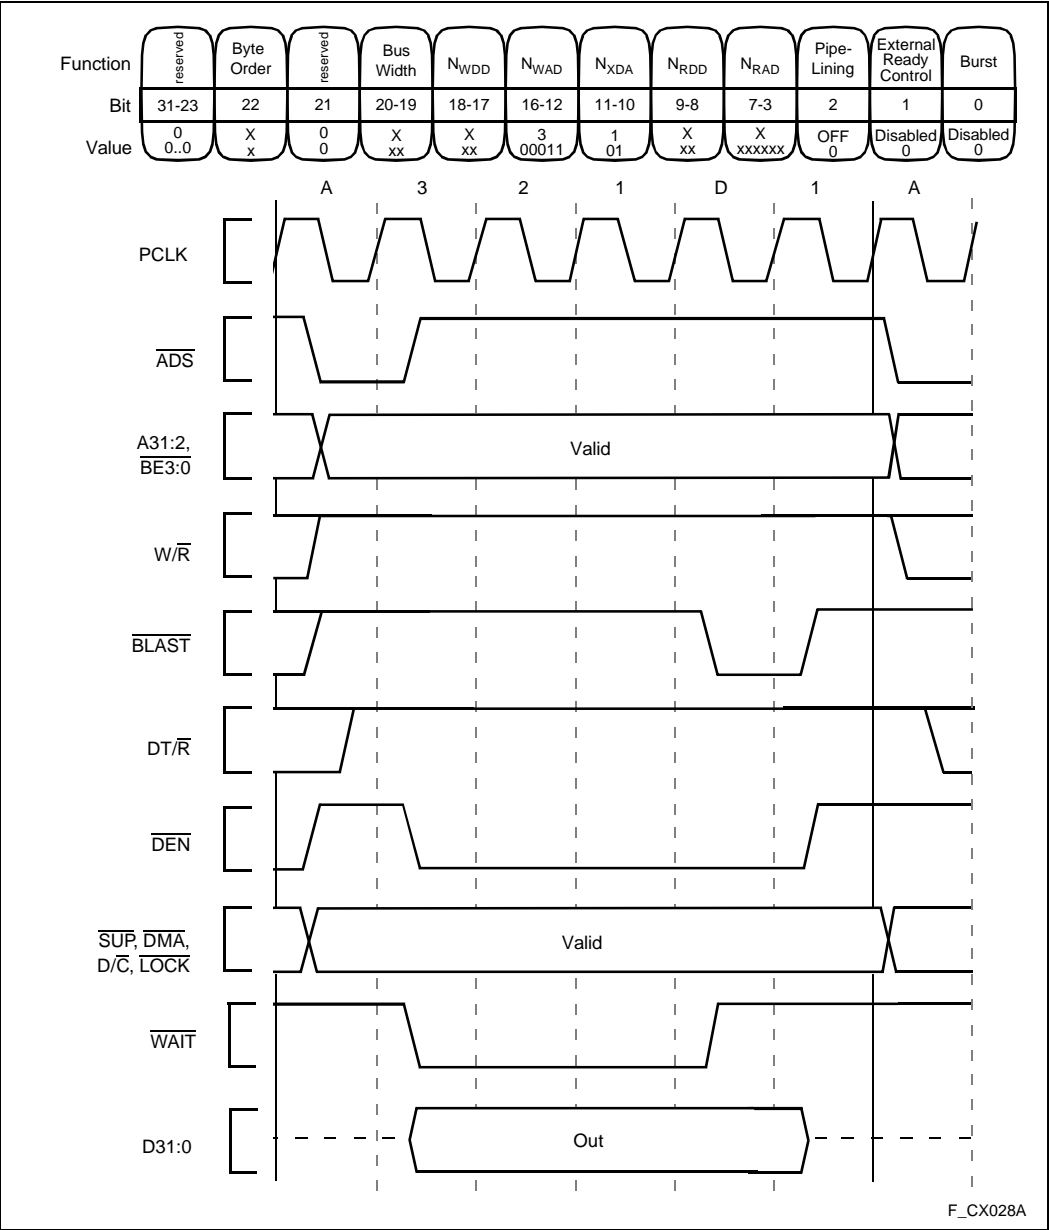 Function reserved Byte Order reserved Bus Width NWDD NWAD NXDA NRDD NRAD Pipe-Lining External Ready Control Burst
Bit 31-23 22 21 20-19 18-17 16-12 11-10 9-8 7-3 2 1 0
Value 0 X 0 X X 3 1 X X OFF Disabled Disabled
0..0 x 0 xx xx 00011 01 xx xxxxxx 0 0 0
A 3 2 1 D 1 A
PCLK
ADS
A31:2,
BE3:0
Valid
W/R
BLAST
DT/R
DEN
SUP, DMA,
D/C, LOCK
Valid
WAIT
D31:0
Out
F_CX028A